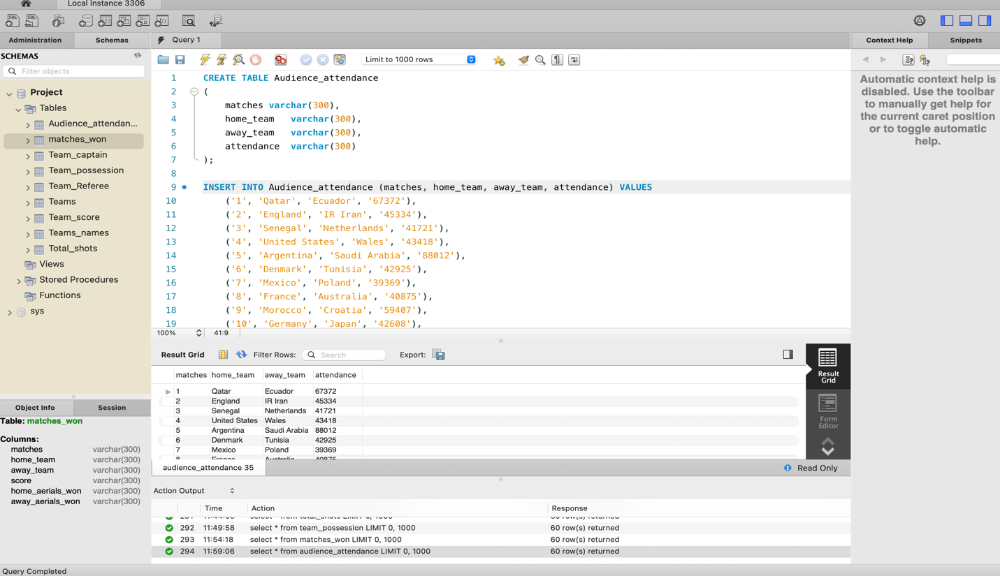 Local instance 3306
Administration
Schemas
Query 1
Context Help
Snippets
SCHEMAS
Filter objects
Limit to 1000 rows
Project
Tables
Audience_attendan...
matches_won
Team_captain
Team_possession
Team_Referee
Teams
Team_score
Teams_names
Total_shots
Views
Stored Procedures
Functions
sys
1 CREATE TABLE Audience_attendance
2 (
3 matches varchar(300),
4 home_team varchar(300),
5 away_team varchar(300),
6 attendance varchar(300)
7 );
8
9 INSERT INTO Audience_attendance (matches, home_team, away_team, attendance) VALUES
10 ('1', 'Qatar', 'Ecuador', '67372'),
11 ('2', 'England', 'IR Iran', '45334'),
12 ('3', 'Senegal', 'Netherlands', '41721'),
13 ('4', 'United States', 'Wales', '43418'),
14 ('5', 'Argentina', 'Saudi Arabia', '88012'),
15 ('6', 'Denmark', 'Tunisia', '42925'),
16 ('7', 'Mexico', 'Poland', '39369'),
17 ('8', 'France', 'Australia', '40875'),
18 ('9', 'Morocco', 'Croatia', '59407'),
19 ('10', 'Germany', 'Japan', '42608'),
100% 41:9
Automatic context help is
disabled. Use the toolbar
to manually get help for
the current caret position
or to toggle automatic
help.
Result Grid Filter Rows: Search Export:
matches home_team away_team attendance
1 Qatar Ecuador 67372
2 England IR Iran 45334
3 Senegal Netherlands 41721
4 United States Wales 43418
5 Argentina Saudi Arabia 88012
6 Denmark Tunisia 42925
7 Mexico Poland 39369
8 France Australia 40875
Result
Grid
Form
Editor
audience_attendance 35
Read Only
Object Info
Session
Table: matches_won
Columns:
matches varchar(300)
home_team varchar(300)
away_team varchar(300)
score varchar(300)
home_aerials_won varchar(300)
away_aerials_won varchar(300)
Action Output
Time Action Response
select * from total_shots LIMIT 0, 1000 60 row(s) returned
292 11:49:58 select * from team_possession LIMIT 0, 1000 60 row(s) returned
293 11:54:18 select * from matches_won LIMIT 0, 1000 60 row(s) returned
294 11:59:06 select * from audience_attendance LIMIT 0, 1000 60 row(s) returned
Query Completed